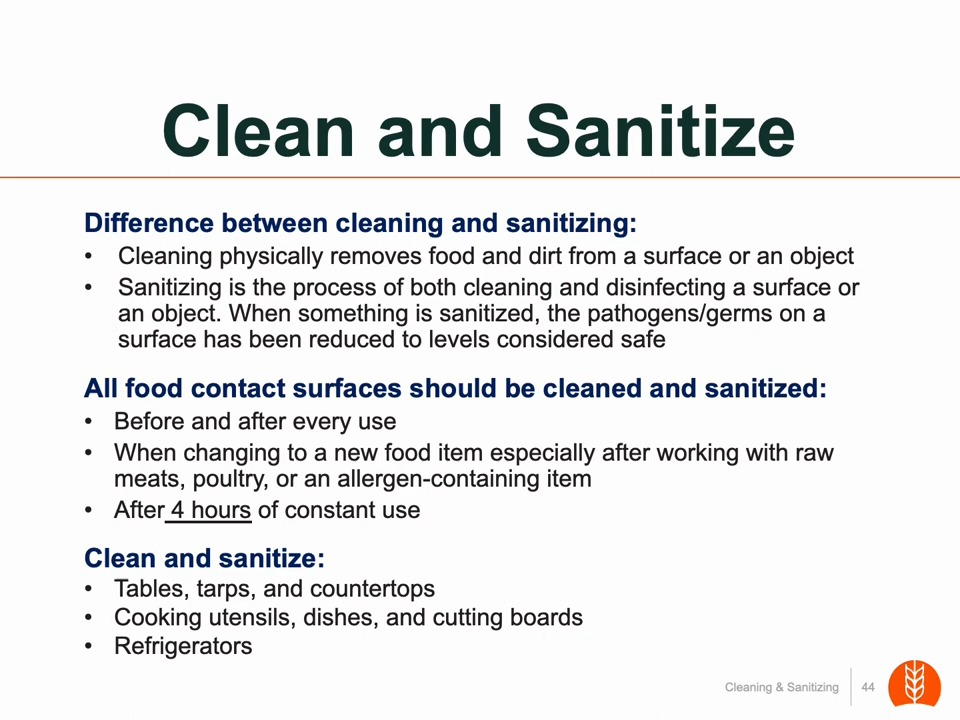 Clean and Sanitize
Difference between cleaning and sanitizing:
• Cleaning physically removes food and dirt from a surface or an object
• Sanitizing is the process of both cleaning and disinfecting a surface or
an object. When something is sanitized, the pathogens/germs on a
surface has been reduced to levels considered safe
All food contact surfaces should be cleaned and sanitized:
• Before and after every use
• When changing to a new food item especially after working with raw
meats, poultry, or an allergen-containing item
• After 4 hours of constant use
Clean and sanitize:
• Tables, tarps, and countertops
• Cooking utensils, dishes, and cutting boards
• Refrigerators
Cleaning & Sanitizing 44